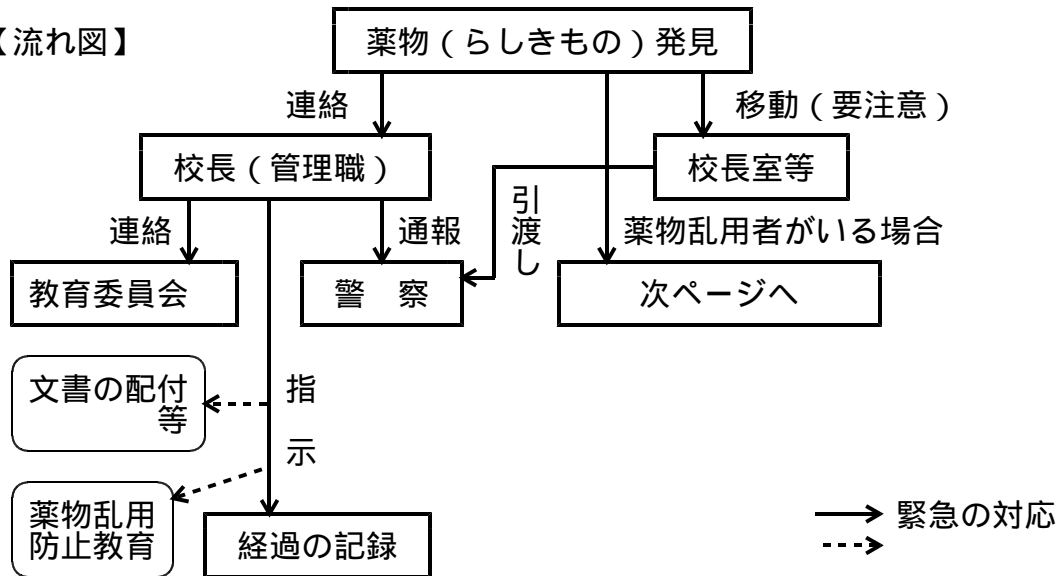 【流れ図】
薬物（らしきもの）発見
連絡
移動（要注意）
校長（管理職）
校長室等
引渡し
連絡
通報
薬物乱用者がいる場合
教育委員会
警　察
次ページへ
文書の配付
等
指
示
薬物乱用
防止教育
経過の記録
緊急の対応